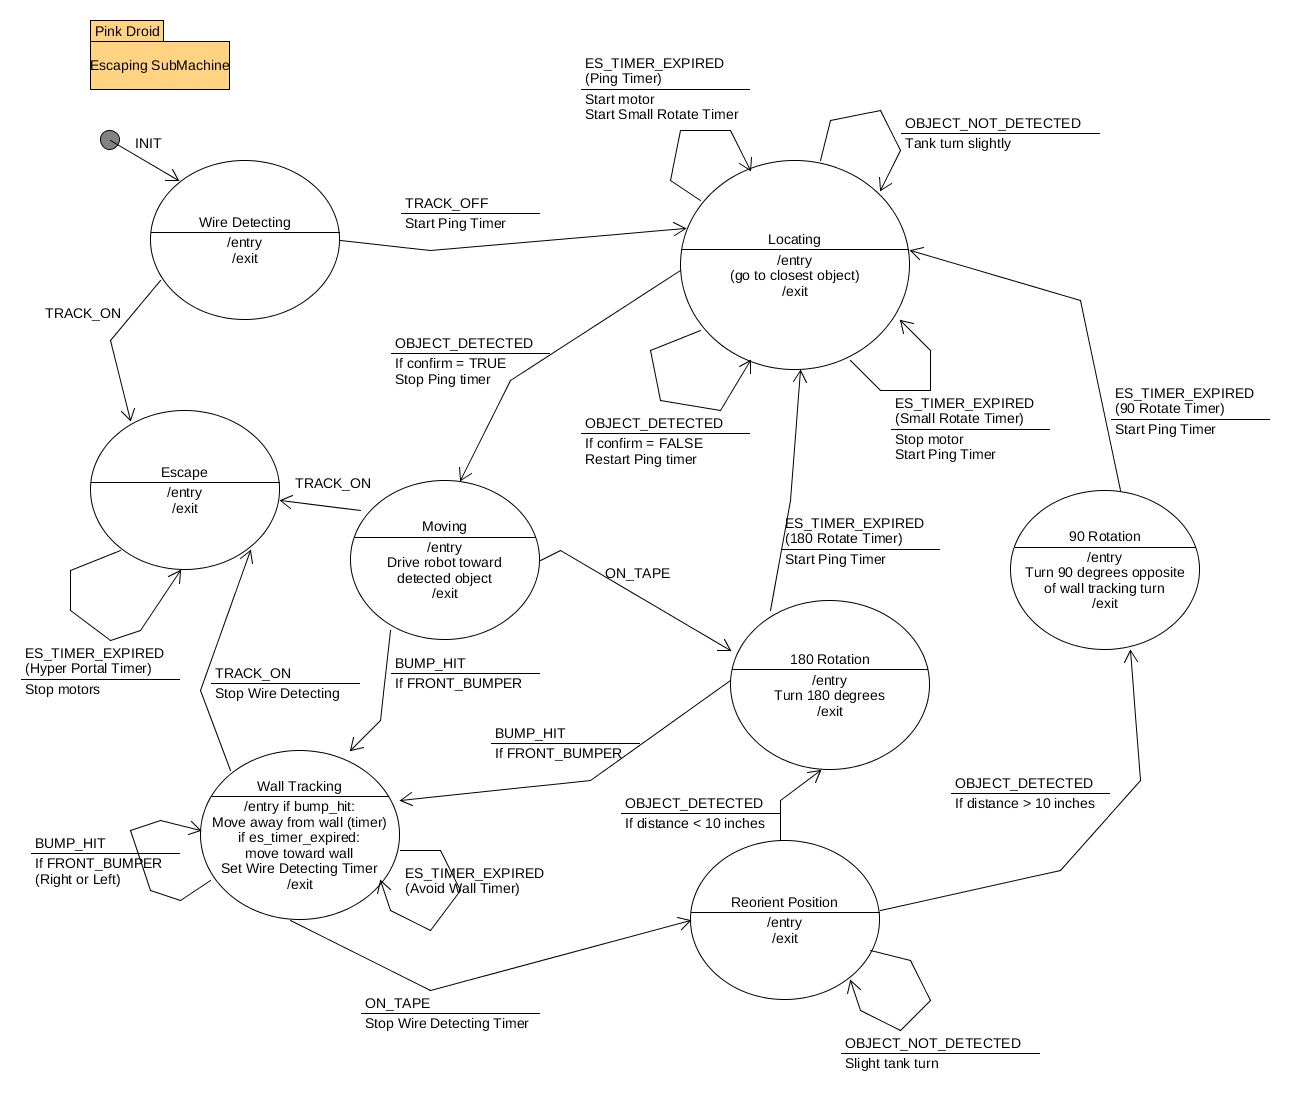 Pink Droid
Escaping SubMachine
INIT
Wire Detecting
/entry
/exit
TRACK_OFF
Start Ping Timer
ES_TIMER_EXPIRED
(Ping Timer)
Start motor
Start Small Rotate Timer
OBJECT_NOT_DETECTED
Tank turn slightly
Locating
/entry
(go to closest object)
/exit
TRACK_ON
OBJECT_DETECTED
If confirm = TRUE
Stop Ping timer
OBJECT_DETECTED
If confirm = FALSE
Restart Ping timer
ES_TIMER_EXPIRED
(Small Rotate Timer)
Stop motor
Start Ping Timer
ES_TIMER_EXPIRED
(90 Rotate Timer)
Start Ping Timer
Escape
/entry
/exit
TRACK_ON
Moving
/entry
Drive robot toward
detected object
/exit
ON_TAPE
ES_TIMER_EXPIRED
(180 Rotate Timer)
Start Ping Timer
90 Rotation
/entry
Turn 90 degrees opposite
of wall tracking turn
/exit
ES_TIMER_EXPIRED
(Hyper Portal Timer)
Stop motors
TRACK_ON
Stop Wire Detecting
BUMP_HIT
If FRONT_BUMPER
180 Rotation
/entry
Turn 180 degrees
/exit
BUMP_HIT
If FRONT_BUMPER
Wall Tracking
/entry if bump_hit:
Move away from wall (timer)
if es_timer_expired:
move toward wall
Set Wire Detecting Timer
/exit
BUMP_HIT
If FRONT_BUMPER
(Right or Left)
ES_TIMER_EXPIRED
(Avoid Wall Timer)
OBJECT_DETECTED
If distance < 10 inches
OBJECT_DETECTED
If distance > 10 inches
Reorient Position
/entry
/exit
ON_TAPE
Stop Wire Detecting Timer
OBJECT_NOT_DETECTED
Slight tank turn